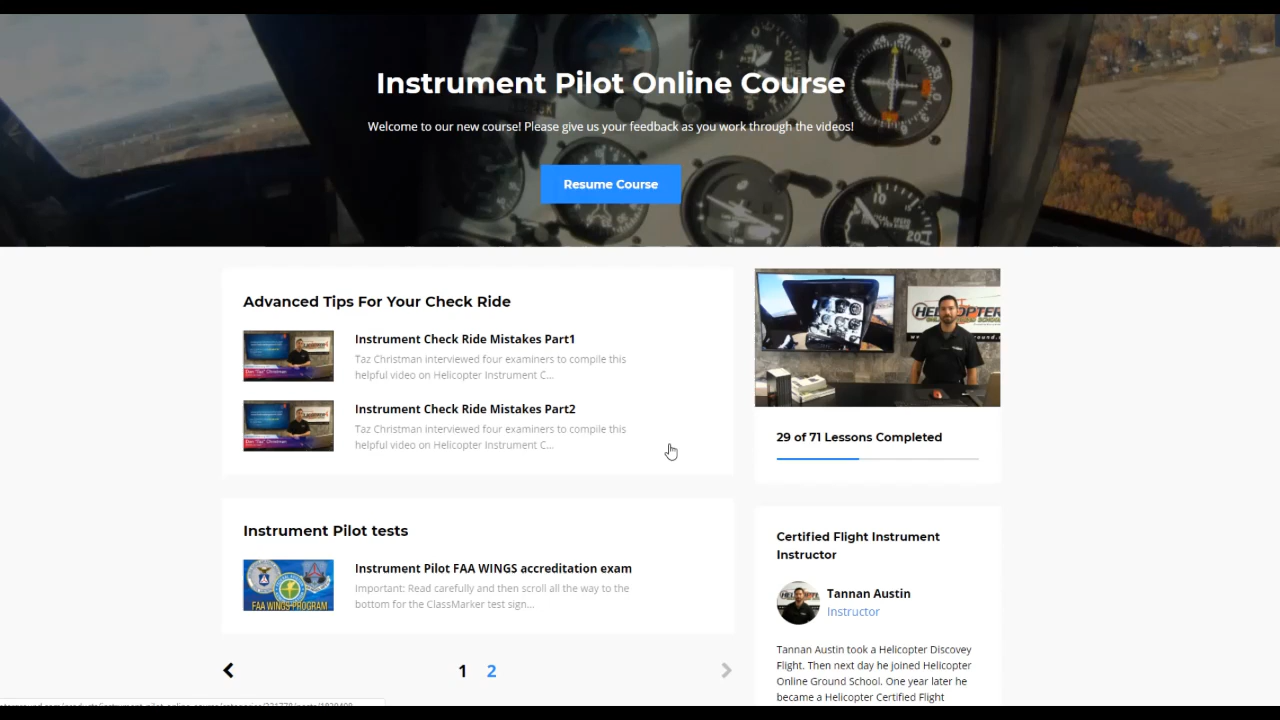 Instrument Pilot Online Course
Welcome to our new course! Please give us your feedback as you work through the videos!
Resume Course
Advanced Tips For Your Check Ride
Instrument Check Ride Mistakes Part1
Taz Christman interviewed four examiners to compile this
helpful video on Helicopter Instrument C...
Instrument Check Ride Mistakes Part2
Taz Christman interviewed four examiners to compile this
helpful video on Helicopter Instrument C...
Instrument Pilot tests
FAA WINGS PROGRAM
Instrument Pilot FAA WINGS accreditation exam
Important: Read carefully and then scroll all the way to the
bottom for the ClassMarker test sign...
1 2
HELICOPTER
29 of 71 Lessons Completed
Certified Flight Instrument
Instructor
Tannan Austin
Instructor
Tannan Austin took a Helicopter Discovey
Flight. Then next day he joined Helicopter
Online Ground School. One year later he
became a Helicopter Certified Flight